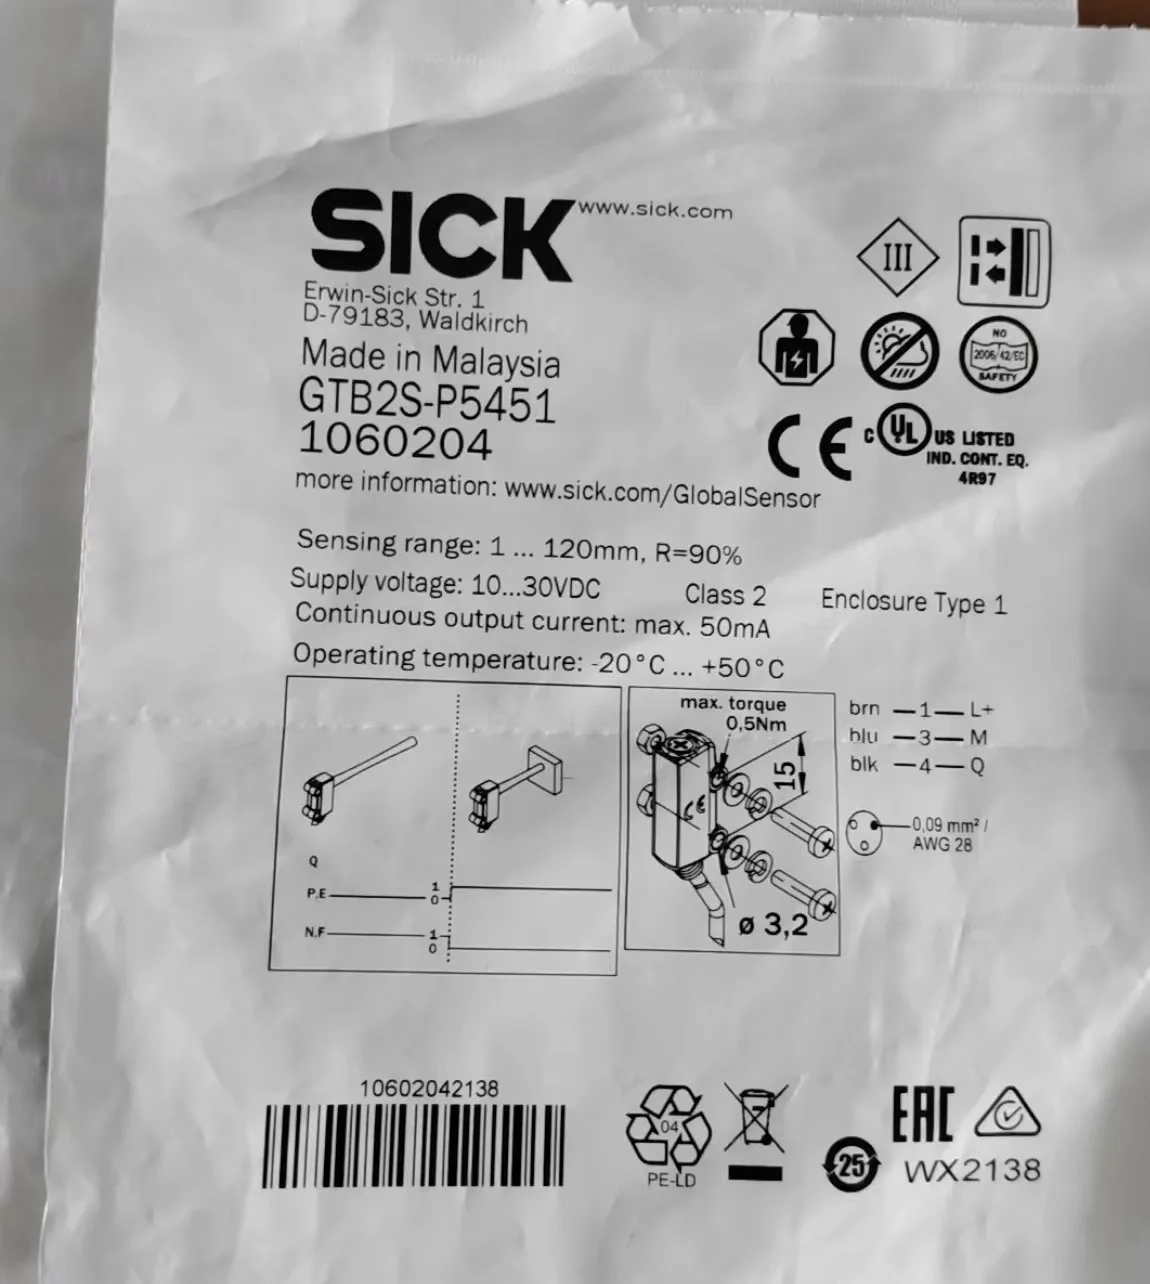 SICK www.sick.com
Erwin-Sick Str. 1
D-79183, Waldkirch
Made in Malaysia
GTB2S-P5451
1060204
more information: www.sick.com/GlobalSensor
III
NO
2006/42/EC
SAFETY
CE
C UL US LISTED
IND. CONT. EQ.
4R97
Sensing range: 1 ... 120mm, R=90%
Supply voltage: 10...30VDC Class 2 Enclosure Type 1
Continuous output current: max. 50mA
Operating temperature: -20°C ... +50°C
Q
P.E 1
0
N.F 1
0
max. torque
0,5Nm
15
CE
ø 3,2
brn 1 L+
blu 3 M
blk 4 Q
0,09 mm² /
AWG 28
10602042138
04
PE-LD
25
EAC
WX2138